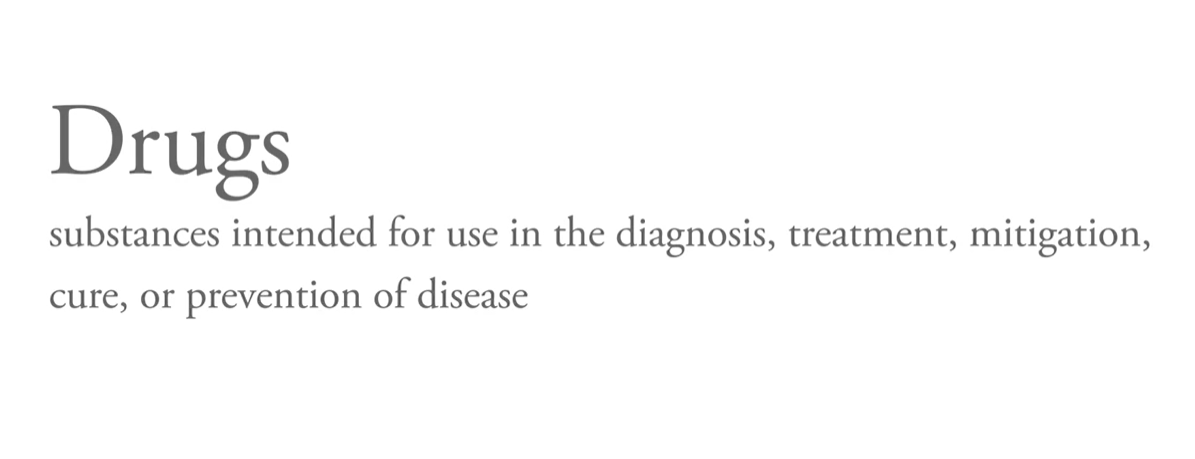 Drugs
substances intended for use in the diagnosis, treatment, mitigation,
cure, or prevention of disease